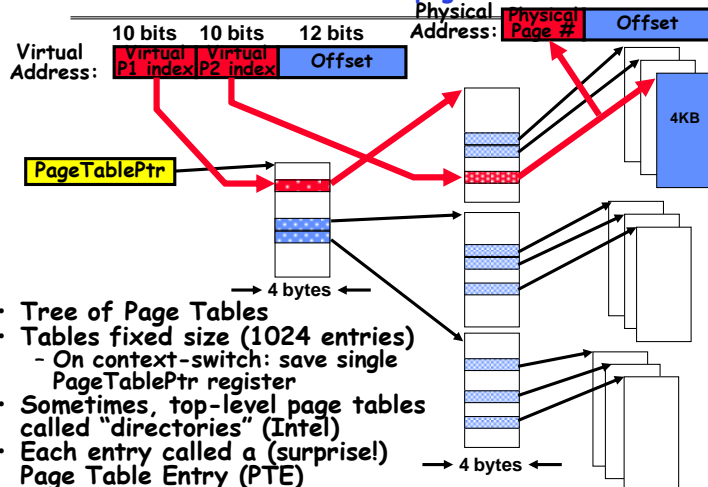 Physical
Address:
Physical
Page #
Offset
10 bits 10 bits 12 bits
Virtual
Address:
Virtual
P1 index
Virtual
P2 index
Offset
4KB
PageTablePtr
4 bytes
• Tree of Page Tables
• Tables fixed size (1024 entries)
– On context-switch: save single
PageTablePtr register
• Sometimes, top-level page tables
called “directories” (Intel)
• Each entry called a (surprise!)
Page Table Entry (PTE)
4 bytes